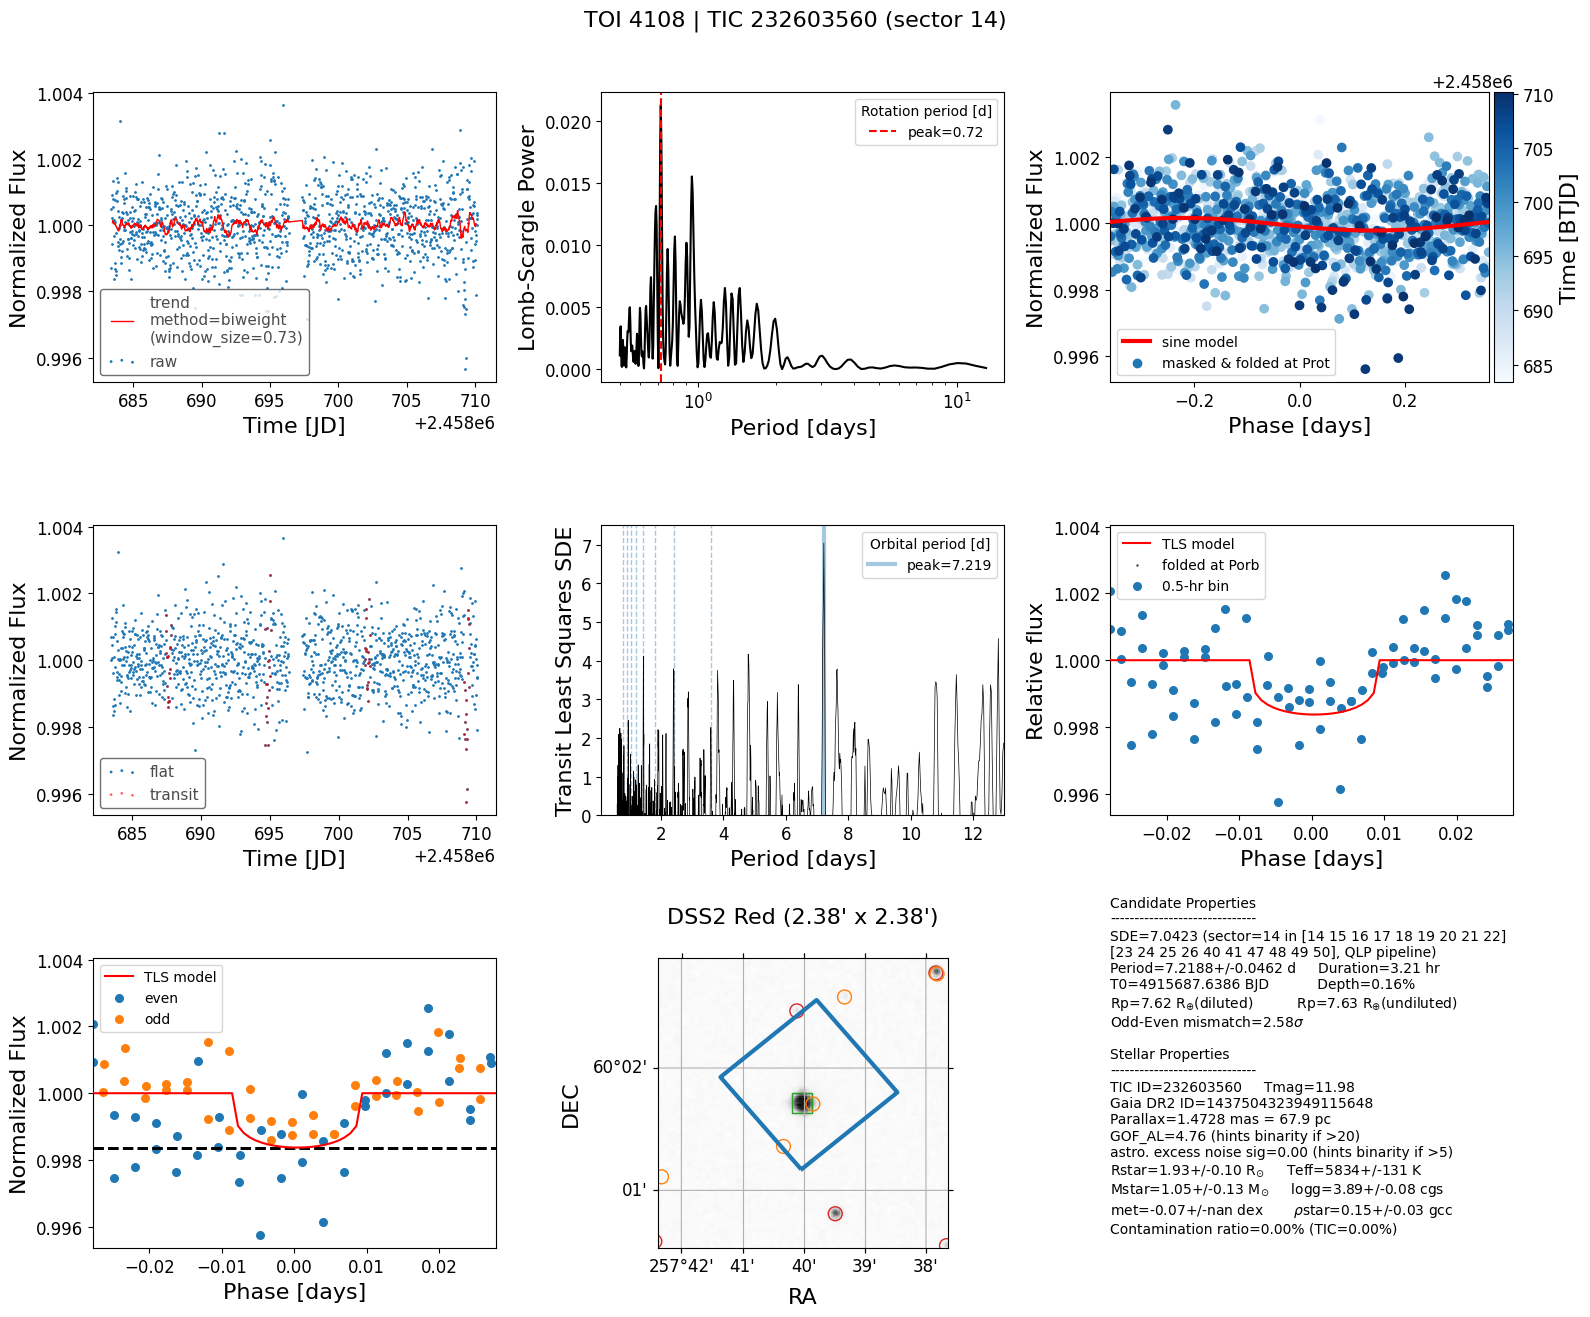 TOI 4108 | TIC 232603560 (sector 14)
1.004
1.002
1.000
0.998
0.996
Normalized Flux
trend
method=biweight
(window_size=0.73)
raw
685 690 695 700 705 710
Time [JD]
+2.458e6
0.020
0.015
0.010
0.005
0.000
Lomb-Scargle Power
Rotation period [d]
peak=0.72
10⁰ 10¹
Period [days]
1.002
1.000
0.998
0.996
Normalized Flux
sine model
masked & folded at Prot
−0.2 0.0 0.2
Phase [days]
+2.458e6
710
705
700
695
690
685
Time [BTJD]
1.004
1.002
1.000
0.998
0.996
Normalized Flux
flat
transit
685 690 695 700 705 710
Time [JD]
+2.458e6
7
6
5
4
3
2
1
0
Transit Least Squares SDE
Orbital period [d]
peak=7.219
2 4 6 8 10 12
Period [days]
1.004
1.002
1.000
0.998
0.996
Relative flux
TLS model
folded at Porb
0.5-hr bin
−0.02 −0.01 0.00 0.01 0.02
Phase [days]
1.004
1.002
1.000
0.998
0.996
Normalized Flux
TLS model
even
odd
−0.02 −0.01 0.00 0.01 0.02
Phase [days]
DSS2 Red (2.38' x 2.38')
60°02'
01'
DEC
257°42' 41' 40' 39' 38'
RA
Candidate Properties
------------------------------
SDE=7.0423 (sector=14 in [14 15 16 17 18 19 20 21 22]
[23 24 25 26 40 41 47 48 49 50], QLP pipeline)
Period=7.2188+/-0.0462 d Duration=3.21 hr
T0=4915687.6386 BJD Depth=0.16%
Rp=7.62 R⊕(diluted) Rp=7.63 R⊕(undiluted)
Odd-Even mismatch=2.58σ
Stellar Properties
------------------------------
TIC ID=232603560 Tmag=11.98
Gaia DR2 ID=1437504323949115648
Parallax=1.4728 mas = 67.9 pc
GOF_AL=4.76 (hints binarity if >20)
astro. excess noise sig=0.00 (hints binarity if >5)
Rstar=1.93+/-0.10 R☉ Teff=5834+/-131 K
Mstar=1.05+/-0.13 M☉ logg=3.89+/-0.08 cgs
met=-0.07+/-nan dex ρstar=0.15+/-0.03 gcc
Contamination ratio=0.00% (TIC=0.00%)